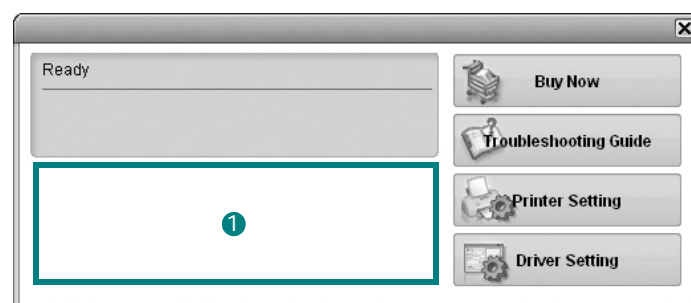 Ready
Buy Now
Troubleshooting Guide
1
Printer Setting
Driver Setting